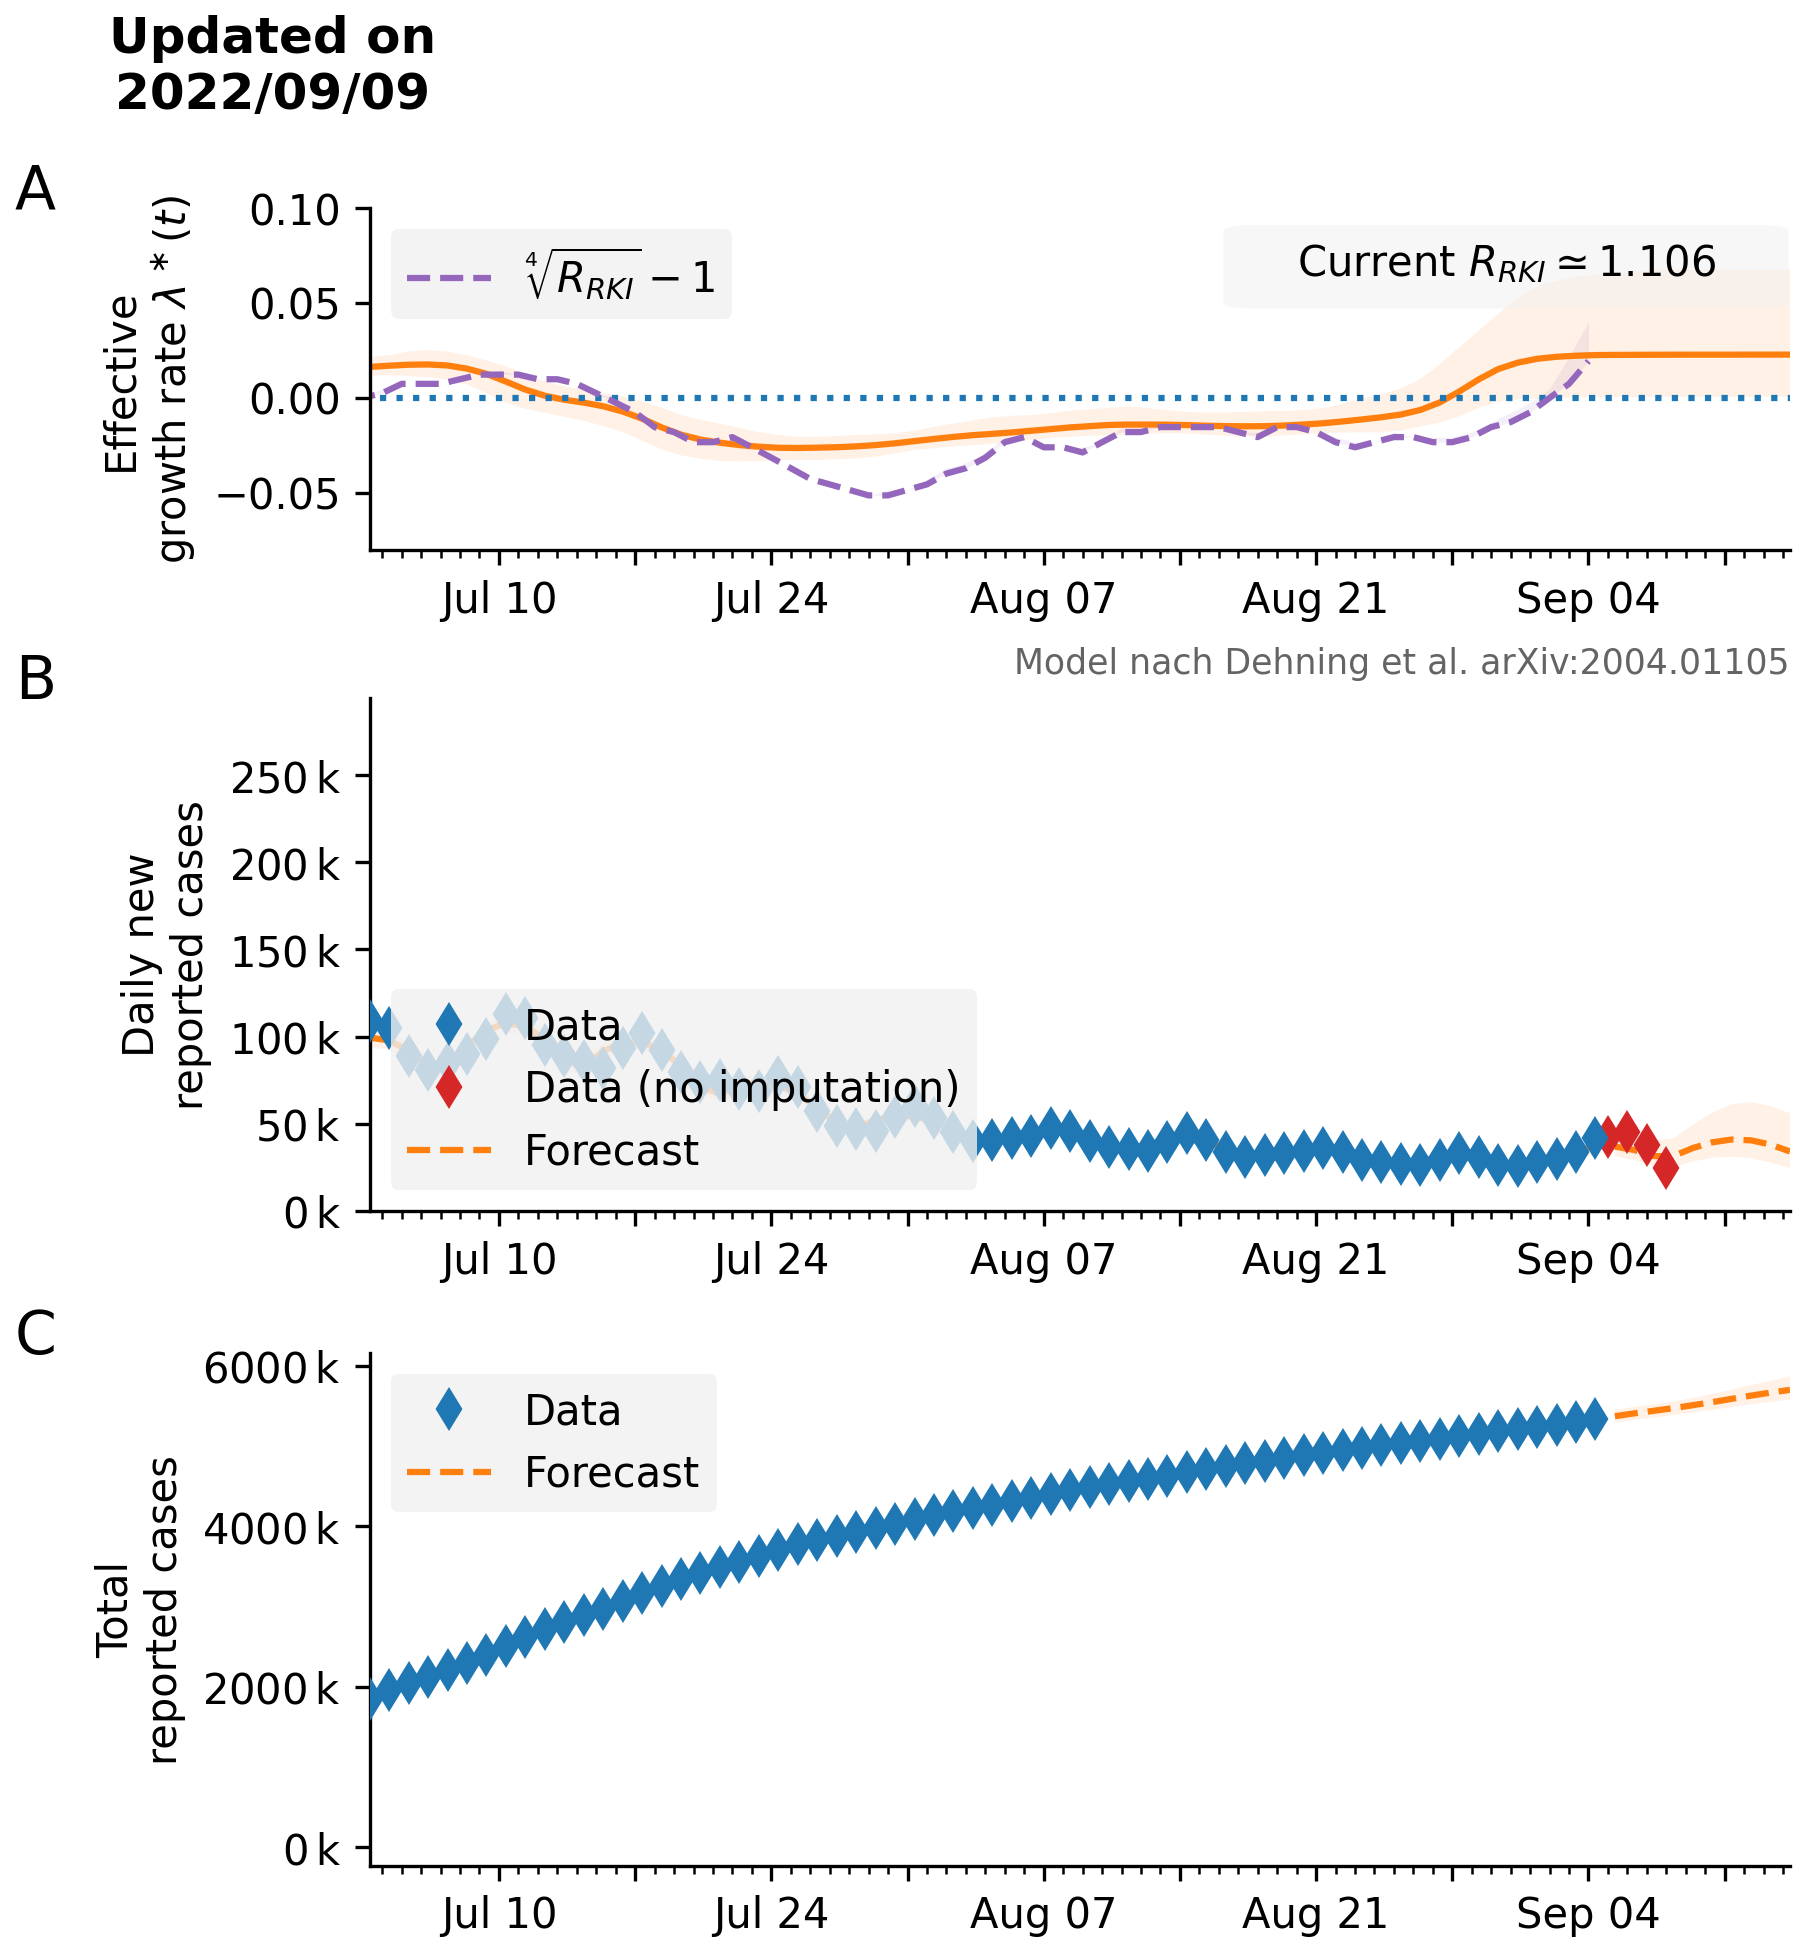 Updated on
2022/09/09
A
Effective
growth rate λ * (t)
0.10
0.05
0.00
−0.05
∜R_RKI − 1
Current R_RKI ≃ 1.106
Jul 10
Jul 24
Aug 07
Aug 21
Sep 04
Model nach Dehning et al. arXiv:2004.01105
B
Daily new
reported cases
250 k
200 k
150 k
100 k
50 k
0 k
Data
Data (no imputation)
Forecast
Jul 10
Jul 24
Aug 07
Aug 21
Sep 04
C
Total
reported cases
6000 k
4000 k
2000 k
0 k
Data
Forecast
Jul 10
Jul 24
Aug 07
Aug 21
Sep 04